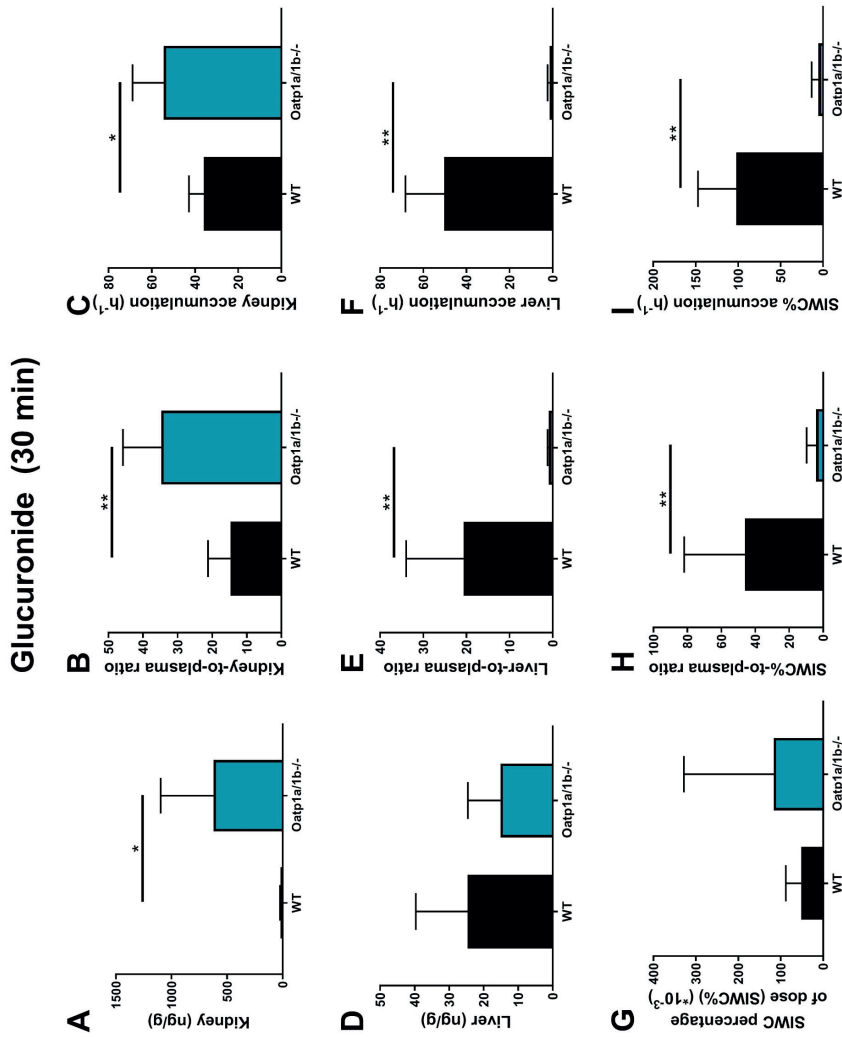 Glucuronide (30 min)
A
Kidney (ng/g)
1500
1000
500
0
*
WT
Oatp1a/1b-/-
B
Kidney-to-plasma ratio
50
40
30
20
10
0
**
WT
Oatp1a/1b-/-
C
Kidney accumulation (h⁻¹)
80
60
40
20
0
*
WT
Oatp1a/1b-/-
D
Liver (ng/g)
50
40
30
20
10
0
WT
Oatp1a/1b-/-
E
Liver-to-plasma ratio
40
30
20
10
0
**
WT
Oatp1a/1b-/-
F
Liver accumulation (h⁻¹)
80
60
40
20
0
**
WT
Oatp1a/1b-/-
G
SIWC percentage
of dose (SIWC%) (*10⁻³)
400
300
200
100
0
WT
Oatp1a/1b-/-
H
SIWC%-to-plasma ratio
100
80
60
40
20
0
**
WT
Oatp1a/1b-/-
I
SIWC% accumulation (h⁻¹)
200
150
100
50
0
**
WT
Oatp1a/1b-/-